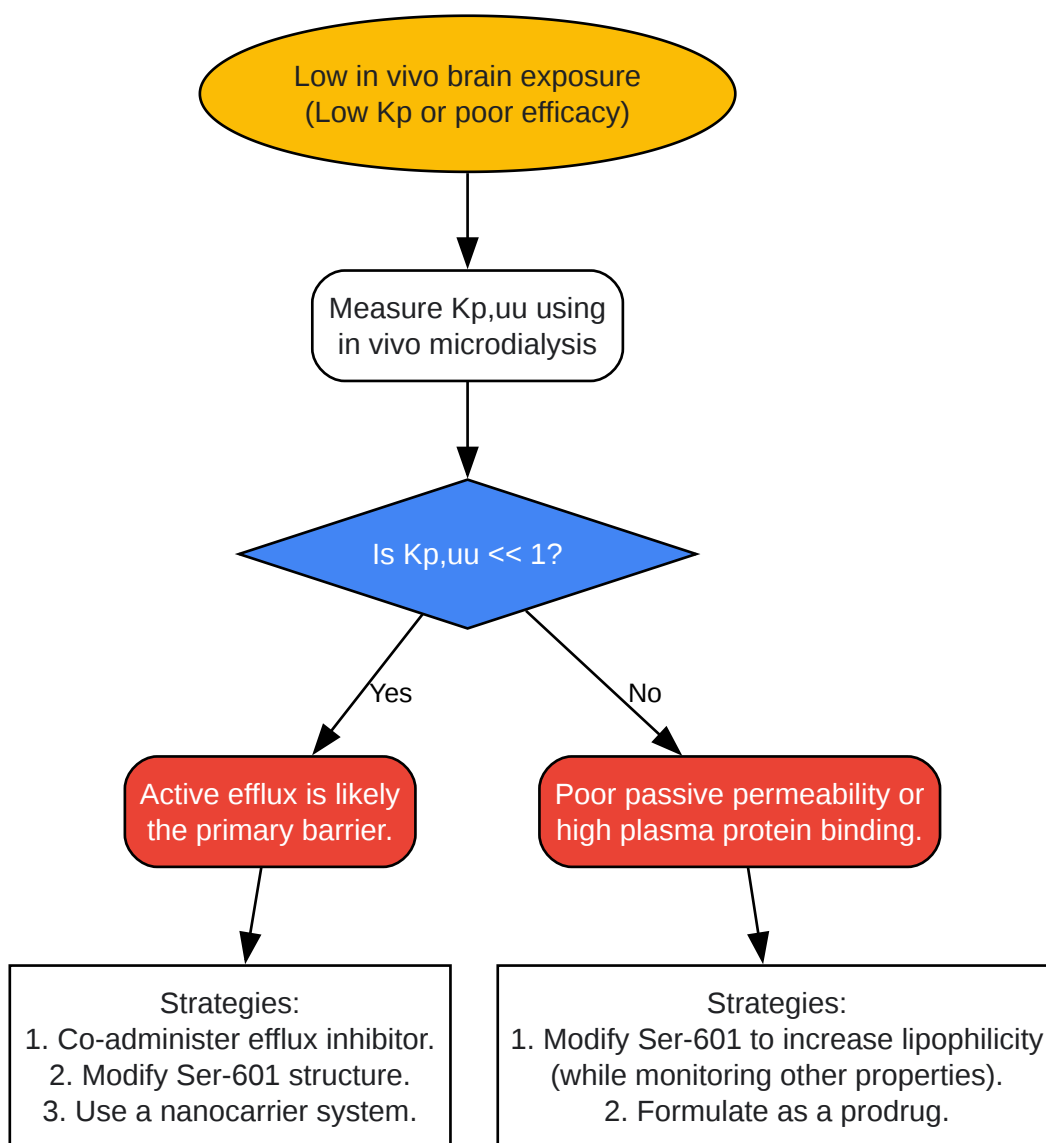 Low in vivo brain exposure
(Low Kp or poor efficacy)
Measure Kp,uu using
in vivo microdialysis
Is Kp,uu << 1?
Yes
No
Active efflux is likely
the primary barrier.
Poor passive permeability or
high plasma protein binding.
Strategies:
1. Co-administer efflux inhibitor.
2. Modify Ser-601 structure.
3. Use a nanocarrier system.
Strategies:
1. Modify Ser-601 to increase lipophilicity
(while monitoring other properties).
2. Formulate as a prodrug.